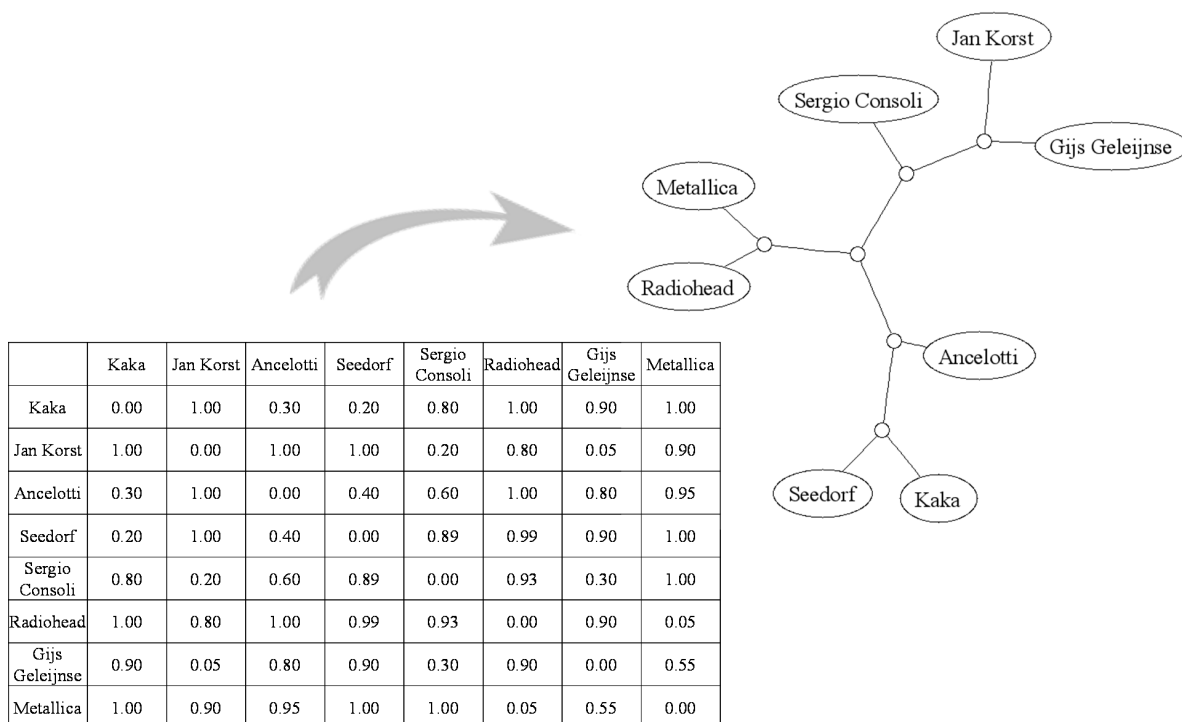 Jan Korst
Sergio Consoli
Gijs Geleijnse
Metallica
Radiohead
Ancelotti
Seedorf
Kaka
Kaka Jan Korst Ancelotti Seedorf Sergio Consoli Radiohead Gijs Geleijnse Metallica
Kaka 0.00 1.00 0.30 0.20 0.80 1.00 0.90 1.00
Jan Korst 1.00 0.00 1.00 1.00 0.20 0.80 0.05 0.90
Ancelotti 0.30 1.00 0.00 0.40 0.60 1.00 0.80 0.95
Seedorf 0.20 1.00 0.40 0.00 0.89 0.99 0.90 1.00
Sergio Consoli 0.80 0.20 0.60 0.89 0.00 0.93 0.30 1.00
Radiohead 1.00 0.80 1.00 0.99 0.93 0.00 0.90 0.05
Gijs Geleijnse 0.90 0.05 0.80 0.90 0.30 0.90 0.00 0.55
Metallica 1.00 0.90 0.95 1.00 1.00 0.05 0.55 0.00